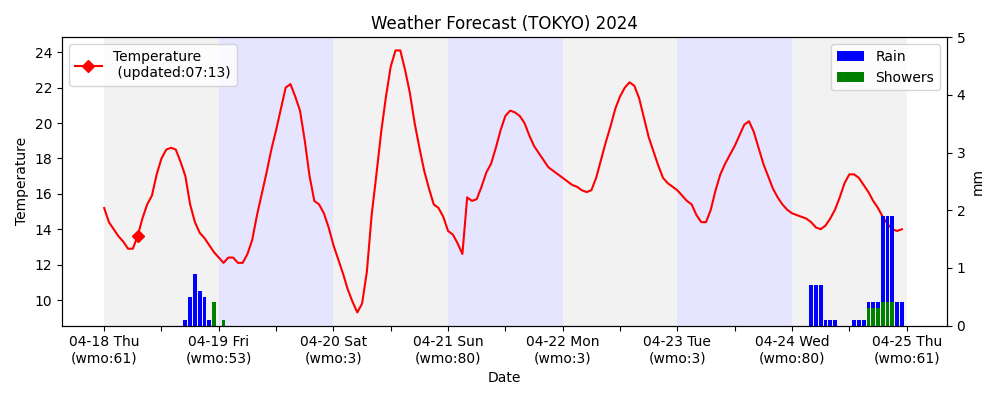 Weather Forecast (TOKYO) 2024
Temperature
(updated:07:13)
Rain
Showers
Temperature
24
22
20
18
16
14
12
10
5
4
3
2
1
0
mm
04-18 Thu
(wmo:61)
04-19 Fri
(wmo:53)
04-20 Sat
(wmo:3)
04-21 Sun
(wmo:80)
04-22 Mon
(wmo:3)
04-23 Tue
(wmo:3)
04-24 Wed
(wmo:80)
04-25 Thu
(wmo:61)
Date